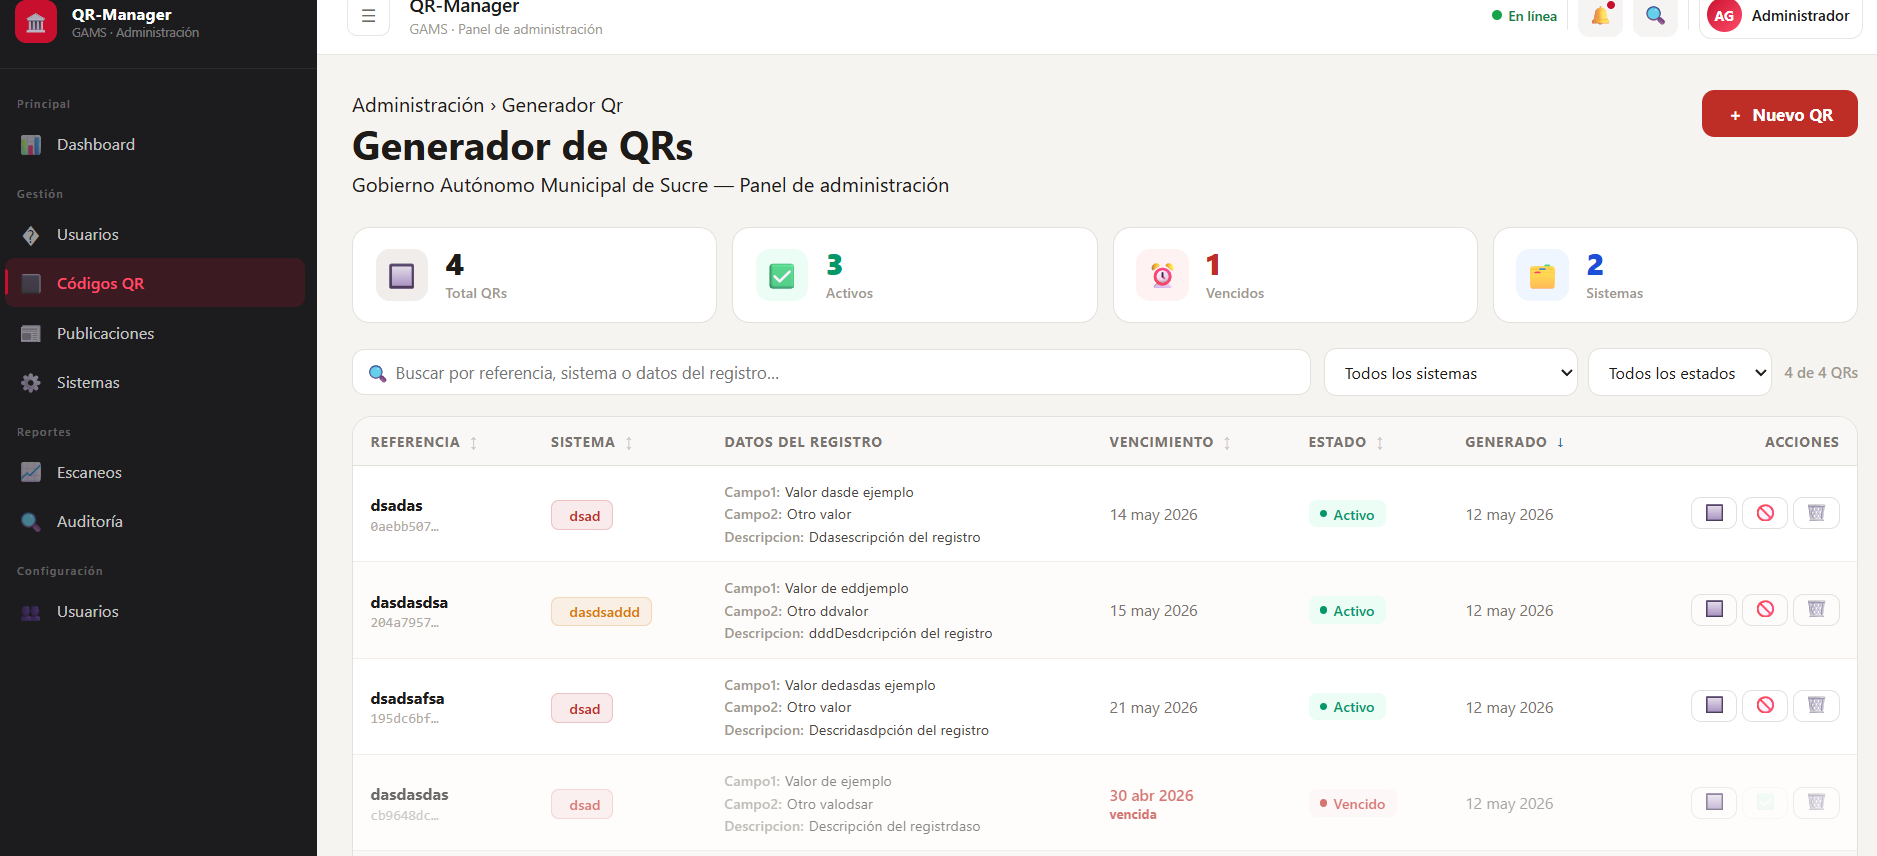 QR-Manager
GAMS · Administración
Principal
Dashboard
Gestión
Usuarios
Códigos QR
Publicaciones
Sistemas
Reportes
Escaneos
Auditoría
Configuración
Usuarios
QR-Manager
GAMS · Panel de administración
En línea
AG Administrador
Administración › Generador Qr
Generador de QRs
Gobierno Autónomo Municipal de Sucre — Panel de administración
+ Nuevo QR
4
Total QRs
3
Activos
1
Vencidos
2
Sistemas
Buscar por referencia, sistema o datos del registro...
Todos los sistemas
Todos los estados
4 de 4 QRs
REFERENCIA ↕ SISTEMA ↕ DATOS DEL REGISTRO VENCIMIENTO ↕ ESTADO ↕ GENERADO ↓ ACCIONES
dsadas
0aebb507…
dsad
Campo1: Valor dasde ejemplo
Campo2: Otro valor
Descripcion: Ddasescripción del registro
14 may 2026
Activo
12 may 2026
dasdasdsa
204a7957…
dasdsaddd
Campo1: Valor de eddjemplo
Campo2: Otro ddvalor
Descripcion: dddDesdcripción del registro
15 may 2026
Activo
12 may 2026
dsadsafsa
195dc6bf…
dsad
Campo1: Valor dedasdas ejemplo
Campo2: Otro valor
Descripcion: Descridasdpción del registro
21 may 2026
Activo
12 may 2026
dasdasdas
cb9648dc…
dsad
Campo1: Valor de ejemplo
Campo2: Otro valodsar
Descripcion: Descripción del registrdaso
30 abr 2026
vencida
Vencido
12 may 2026